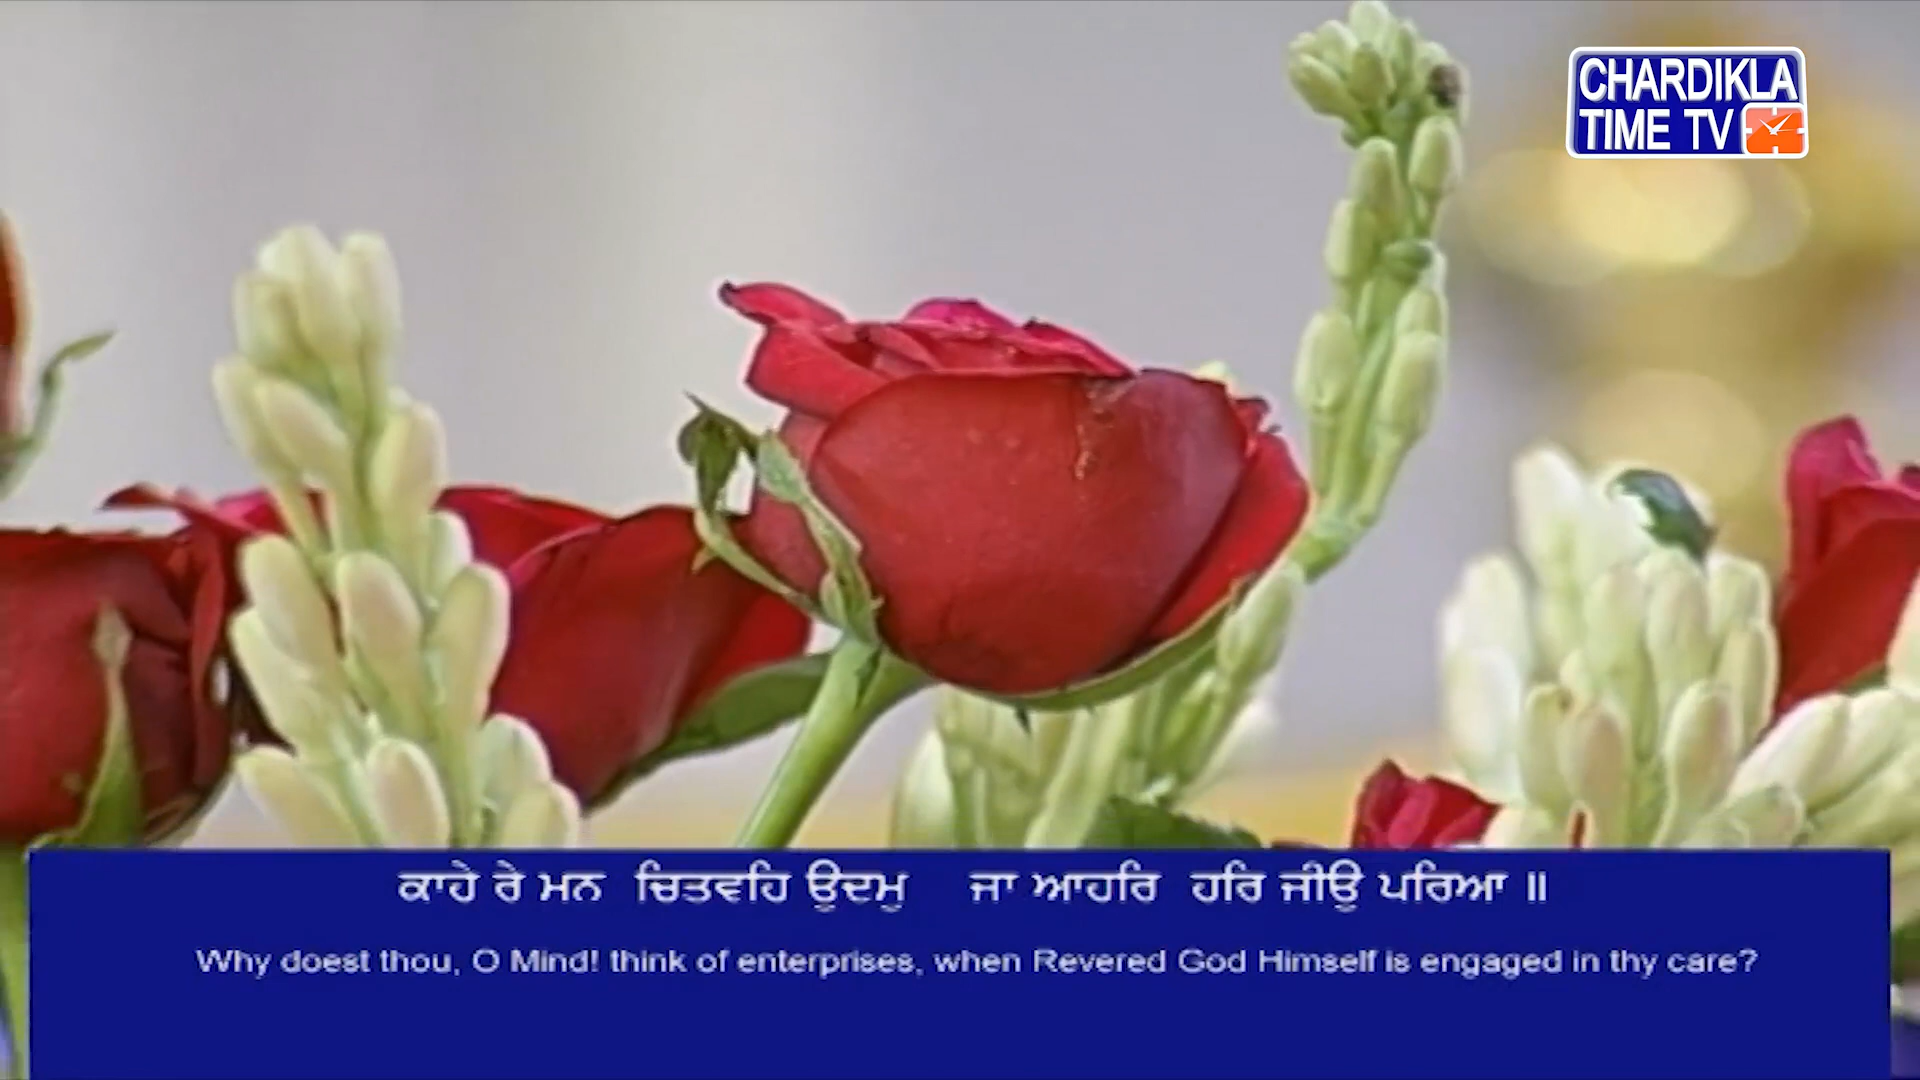 CHARDIKLA
TIME TV
ਕਾਹੇ ਰੇ ਮਨ ਚਿਤਵਹਿ ਉਦਮੁ ਜਾ ਆਹਰਿ ਹਰਿ ਜੀਉ ਪਰਿਆ ॥
Why doest thou, O Mind! think of enterprises, when Revered God Himself is engaged in thy care?